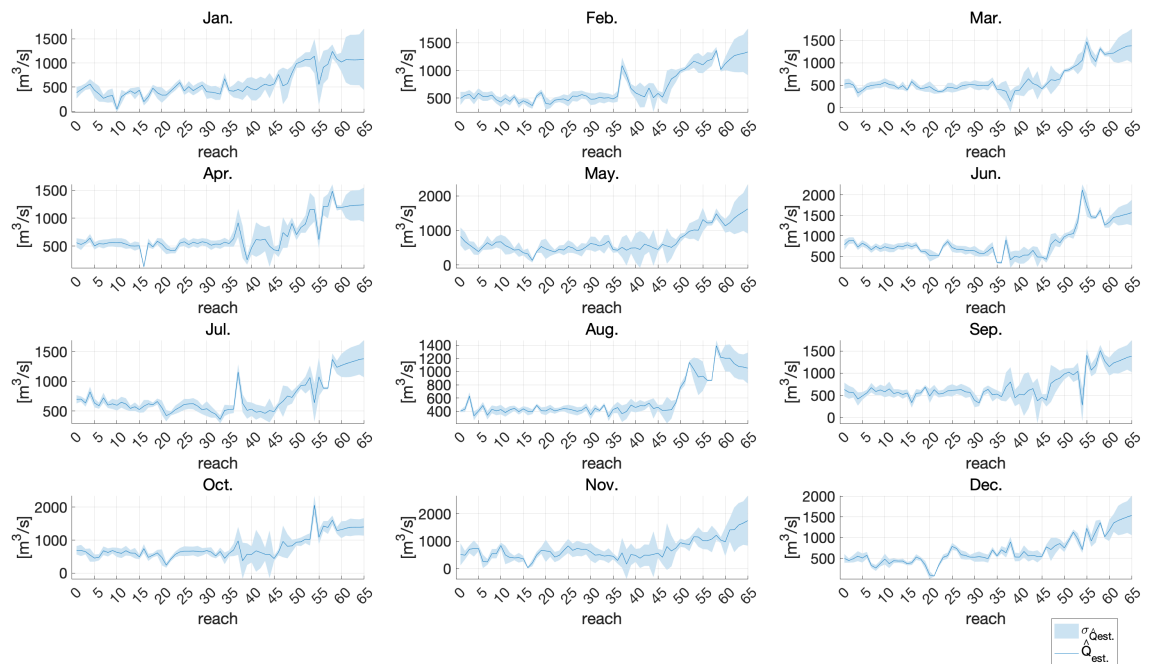 Jan. Feb. Mar.
[m³/s] 1500 1000 500 0
0 5 10 15 20 25 30 35 40 45 50 55 60 65
reach
[m³/s] 1500 1000 500
0 5 10 15 20 25 30 35 40 45 50 55 60 65
reach
[m³/s] 1500 1000 500 0
0 5 10 15 20 25 30 35 40 45 50 55 60 65
reach
Apr. May. Jun.
[m³/s] 1500 1000 500
0 5 10 15 20 25 30 35 40 45 50 55 60 65
reach
[m³/s] 2000 1000 0
0 5 10 15 20 25 30 35 40 45 50 55 60 65
reach
[m³/s] 2000 1500 1000 500
0 5 10 15 20 25 30 35 40 45 50 55 60 65
reach
Jul. Aug. Sep.
[m³/s] 1500 1000 500
0 5 10 15 20 25 30 35 40 45 50 55 60 65
reach
[m³/s] 1400 1200 1000 800 600 400
0 5 10 15 20 25 30 35 40 45 50 55 60 65
reach
[m³/s] 1500 1000 500 0
0 5 10 15 20 25 30 35 40 45 50 55 60 65
reach
Oct. Nov. Dec.
[m³/s] 2000 1000 0
0 5 10 15 20 25 30 35 40 45 50 55 60 65
reach
[m³/s] 2000 1000 0
0 5 10 15 20 25 30 35 40 45 50 55 60 65
reach
[m³/s] 2000 1500 1000 500
0 5 10 15 20 25 30 35 40 45 50 55 60 65
reach
σ Q̂est.
Q̂ est.